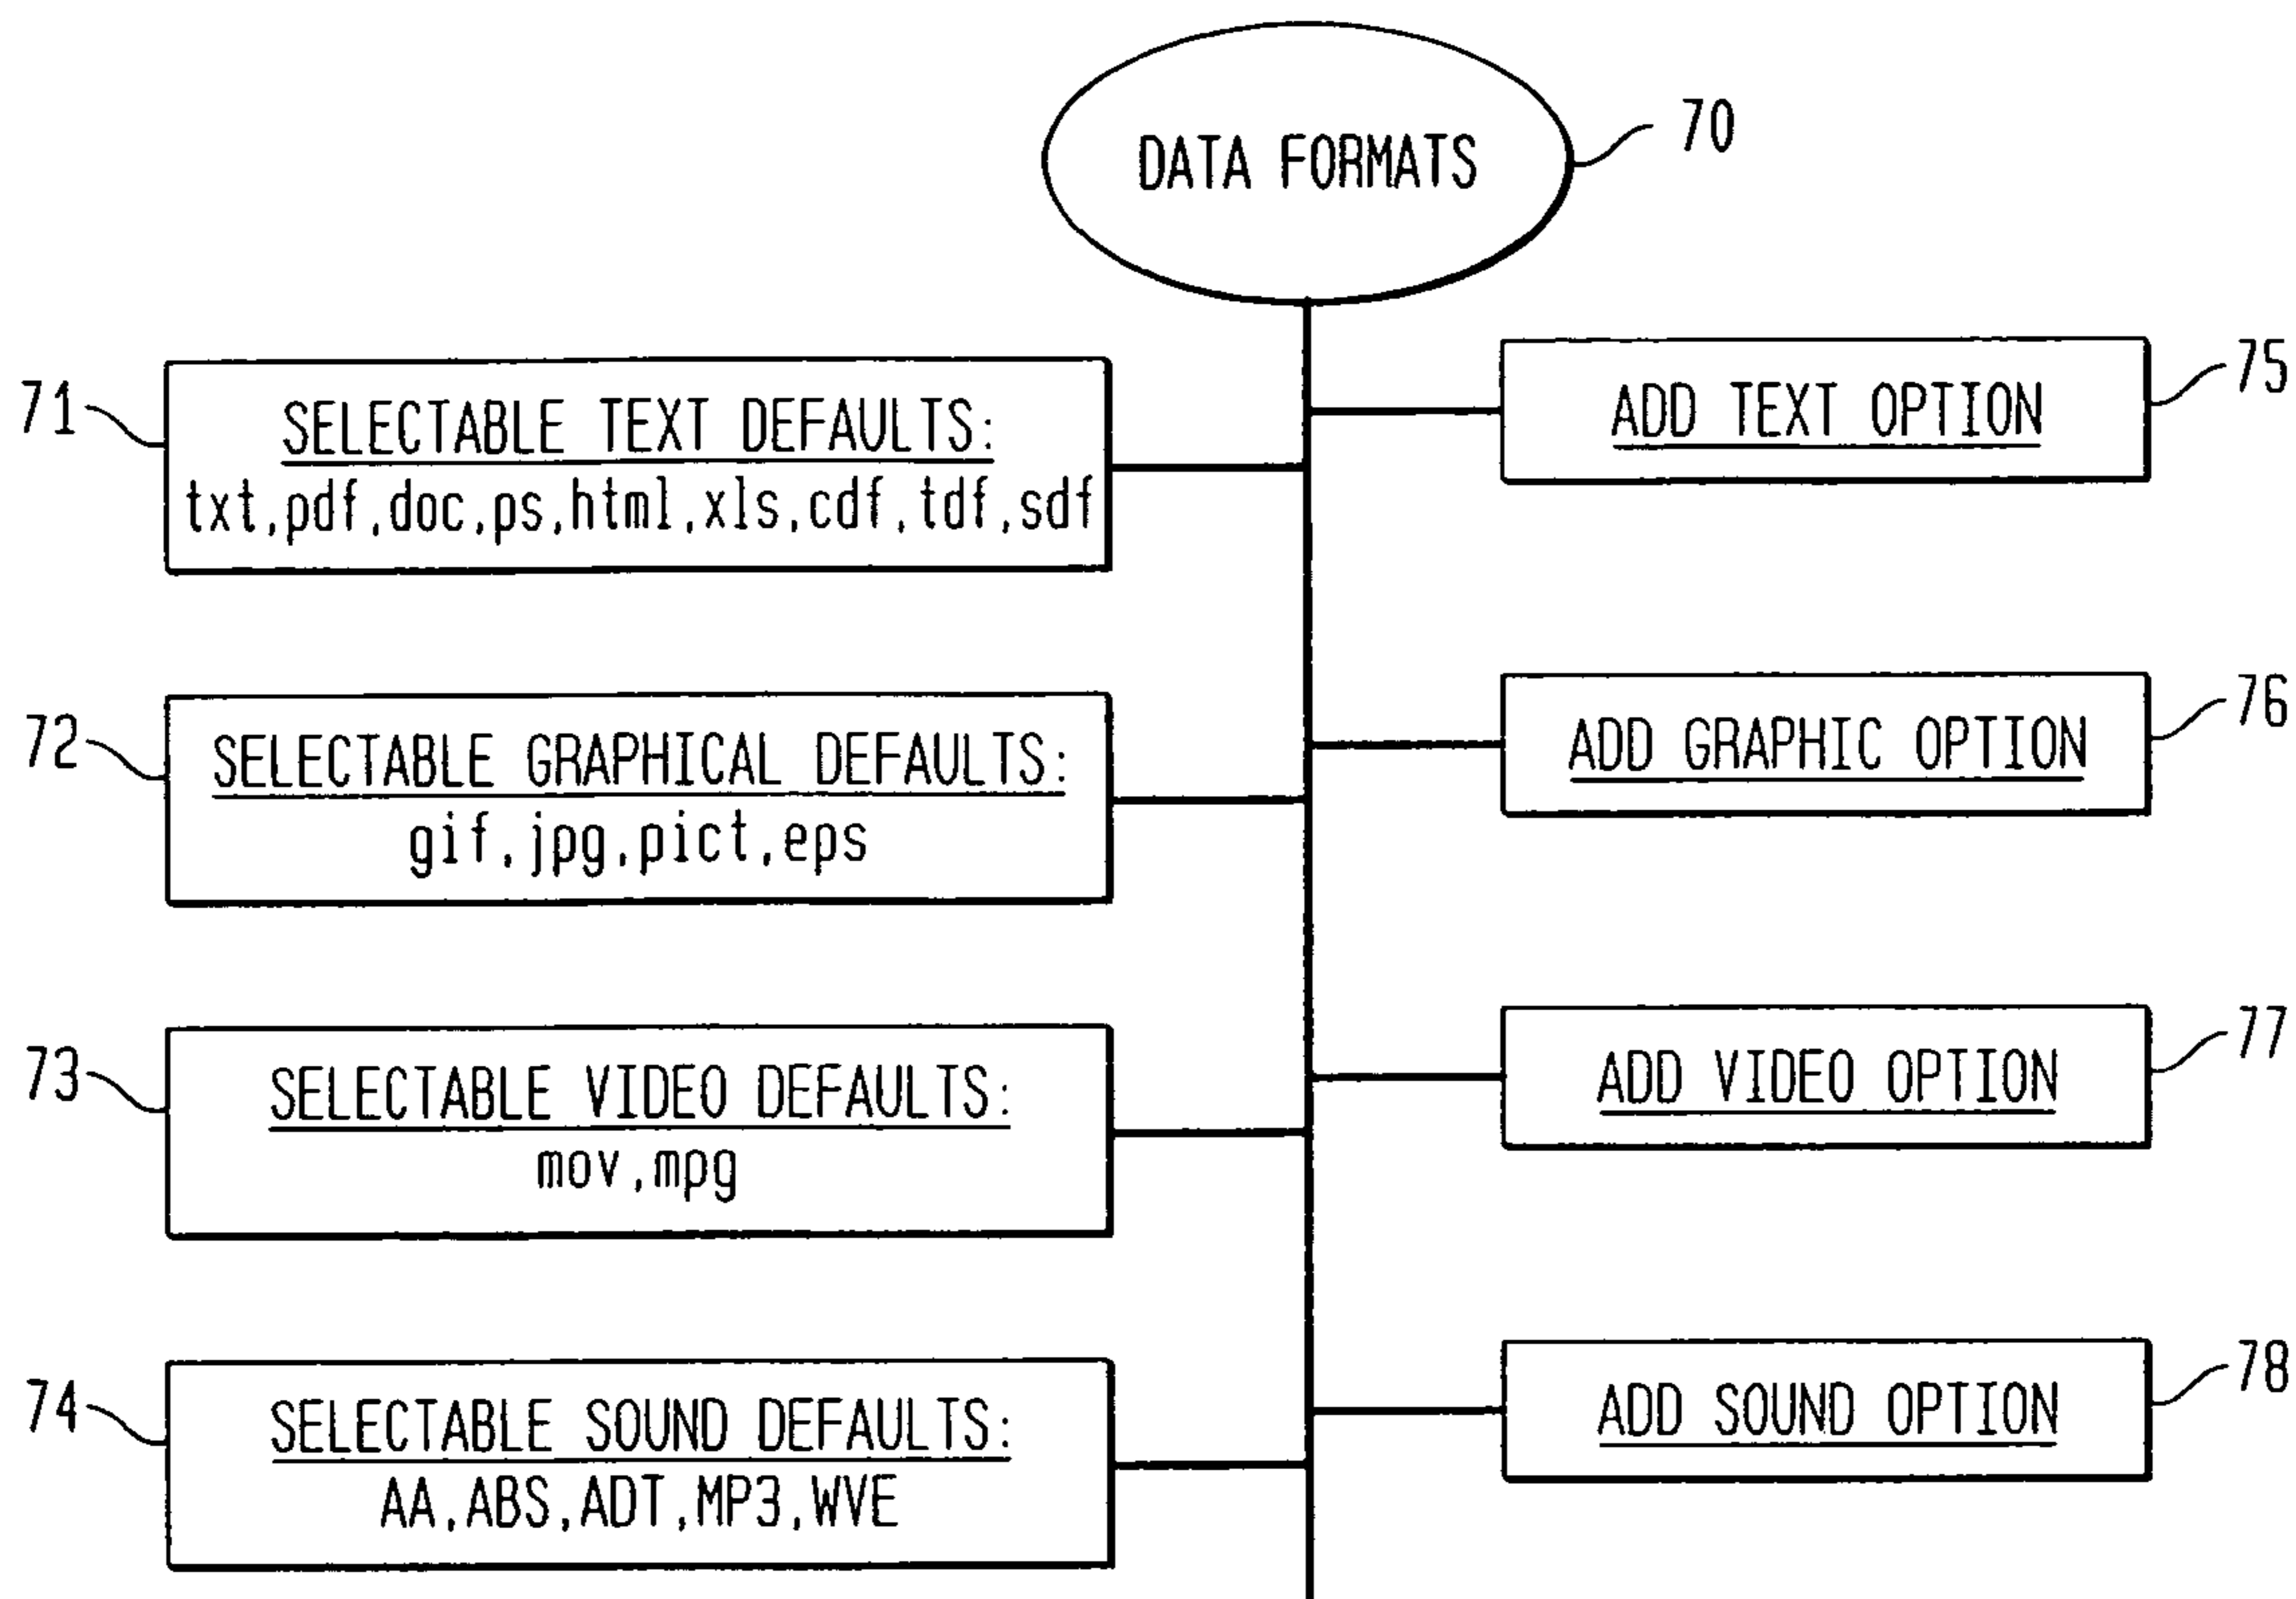 DATA FORMATS
70
71
SELECTABLE TEXT DEFAULTS:
txt,pdf,doc,ps,html,xls,cdf,tdf,sdf
ADD TEXT OPTION
75
72
SELECTABLE GRAPHICAL DEFAULTS:
gif,jpg,pict,eps
ADD GRAPHIC OPTION
76
73
SELECTABLE VIDEO DEFAULTS:
mov,mpg
ADD VIDEO OPTION
77
74
SELECTABLE SOUND DEFAULTS:
AA,ABS,ADT,MP3,WVE
ADD SOUND OPTION
78